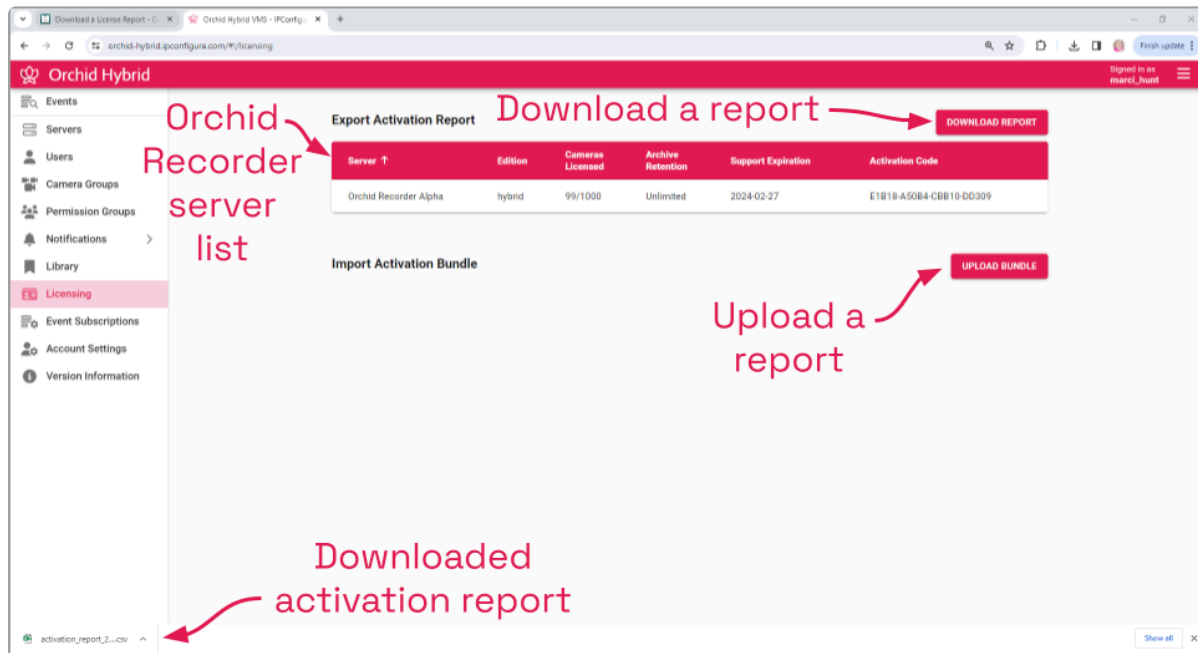 Download a License Report - O
Orchid Hybrid VMS - IPConfigu
orchid-hybrid.ipconfigure.com/#!/licensing
Finish update
Orchid Hybrid
Signed in as
marci_hunt
Events
Servers
Users
Camera Groups
Permission Groups
Notifications
Library
Licensing
Event Subscriptions
Account Settings
Version Information
Orchid
Recorder
server
list
Export Activation Report
Download a report
DOWNLOAD REPORT
Server ↑ Edition Cameras Licensed Archive Retention Support Expiration Activation Code
Orchid Recorder Alpha hybrid 99/1000 Unlimited 2024-02-27 E1B18-A50B4-CBB10-DD309
Import Activation Bundle
UPLOAD BUNDLE
Upload a
report
Downloaded
activation report
activation_report_2....csv
Show all